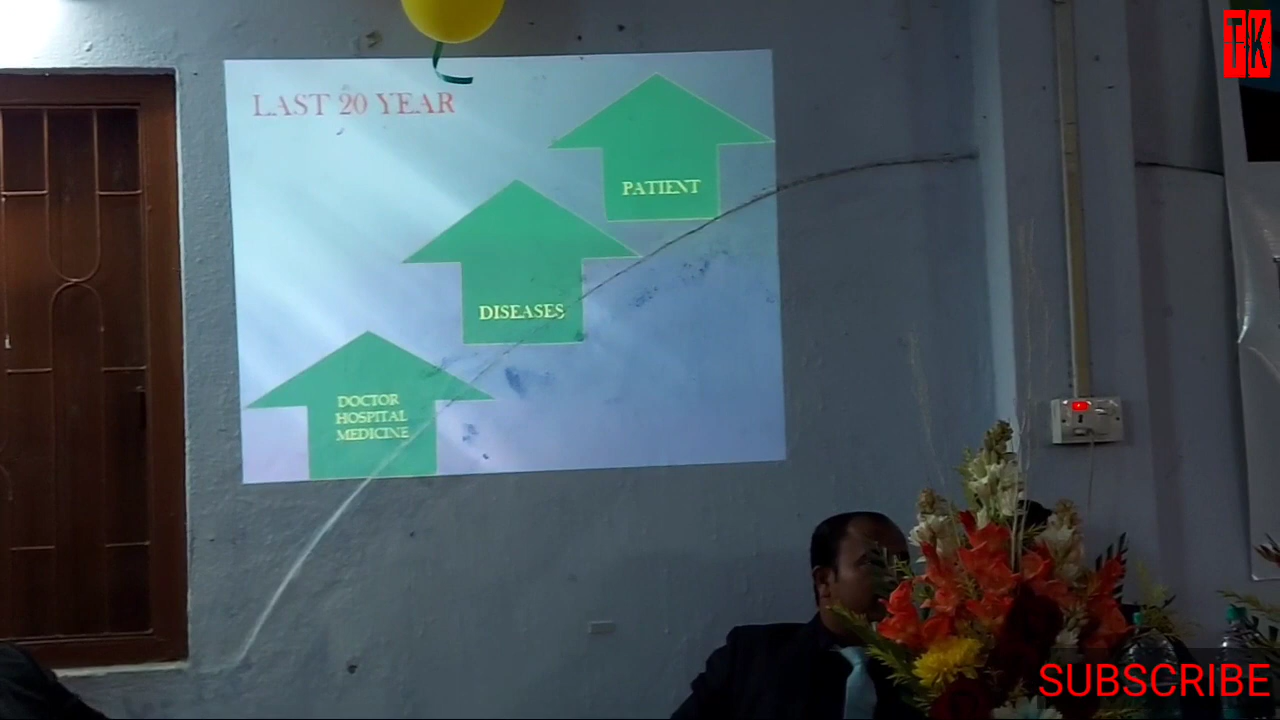 T K
LAST 20 YEAR
PATIENT
DISEASES
DOCTOR
HOSPITAL
MEDICINE
SUBSCRIBE